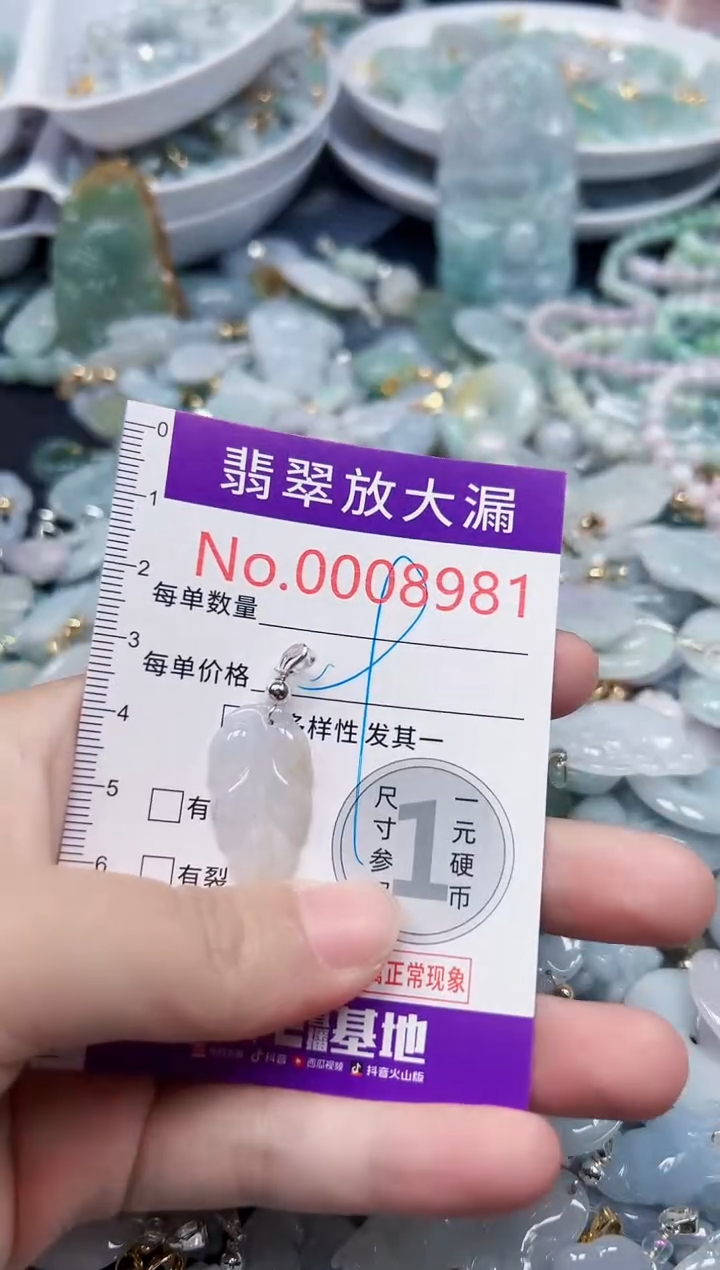 翡翠放大漏
0
1
No.0008981
2
每单数量
3
每单价格
4
多样性 发其一
5
有
尺寸参
1
一元硬币
6
有裂
正常现象
基地
抖音 西瓜视频 抖音火山版